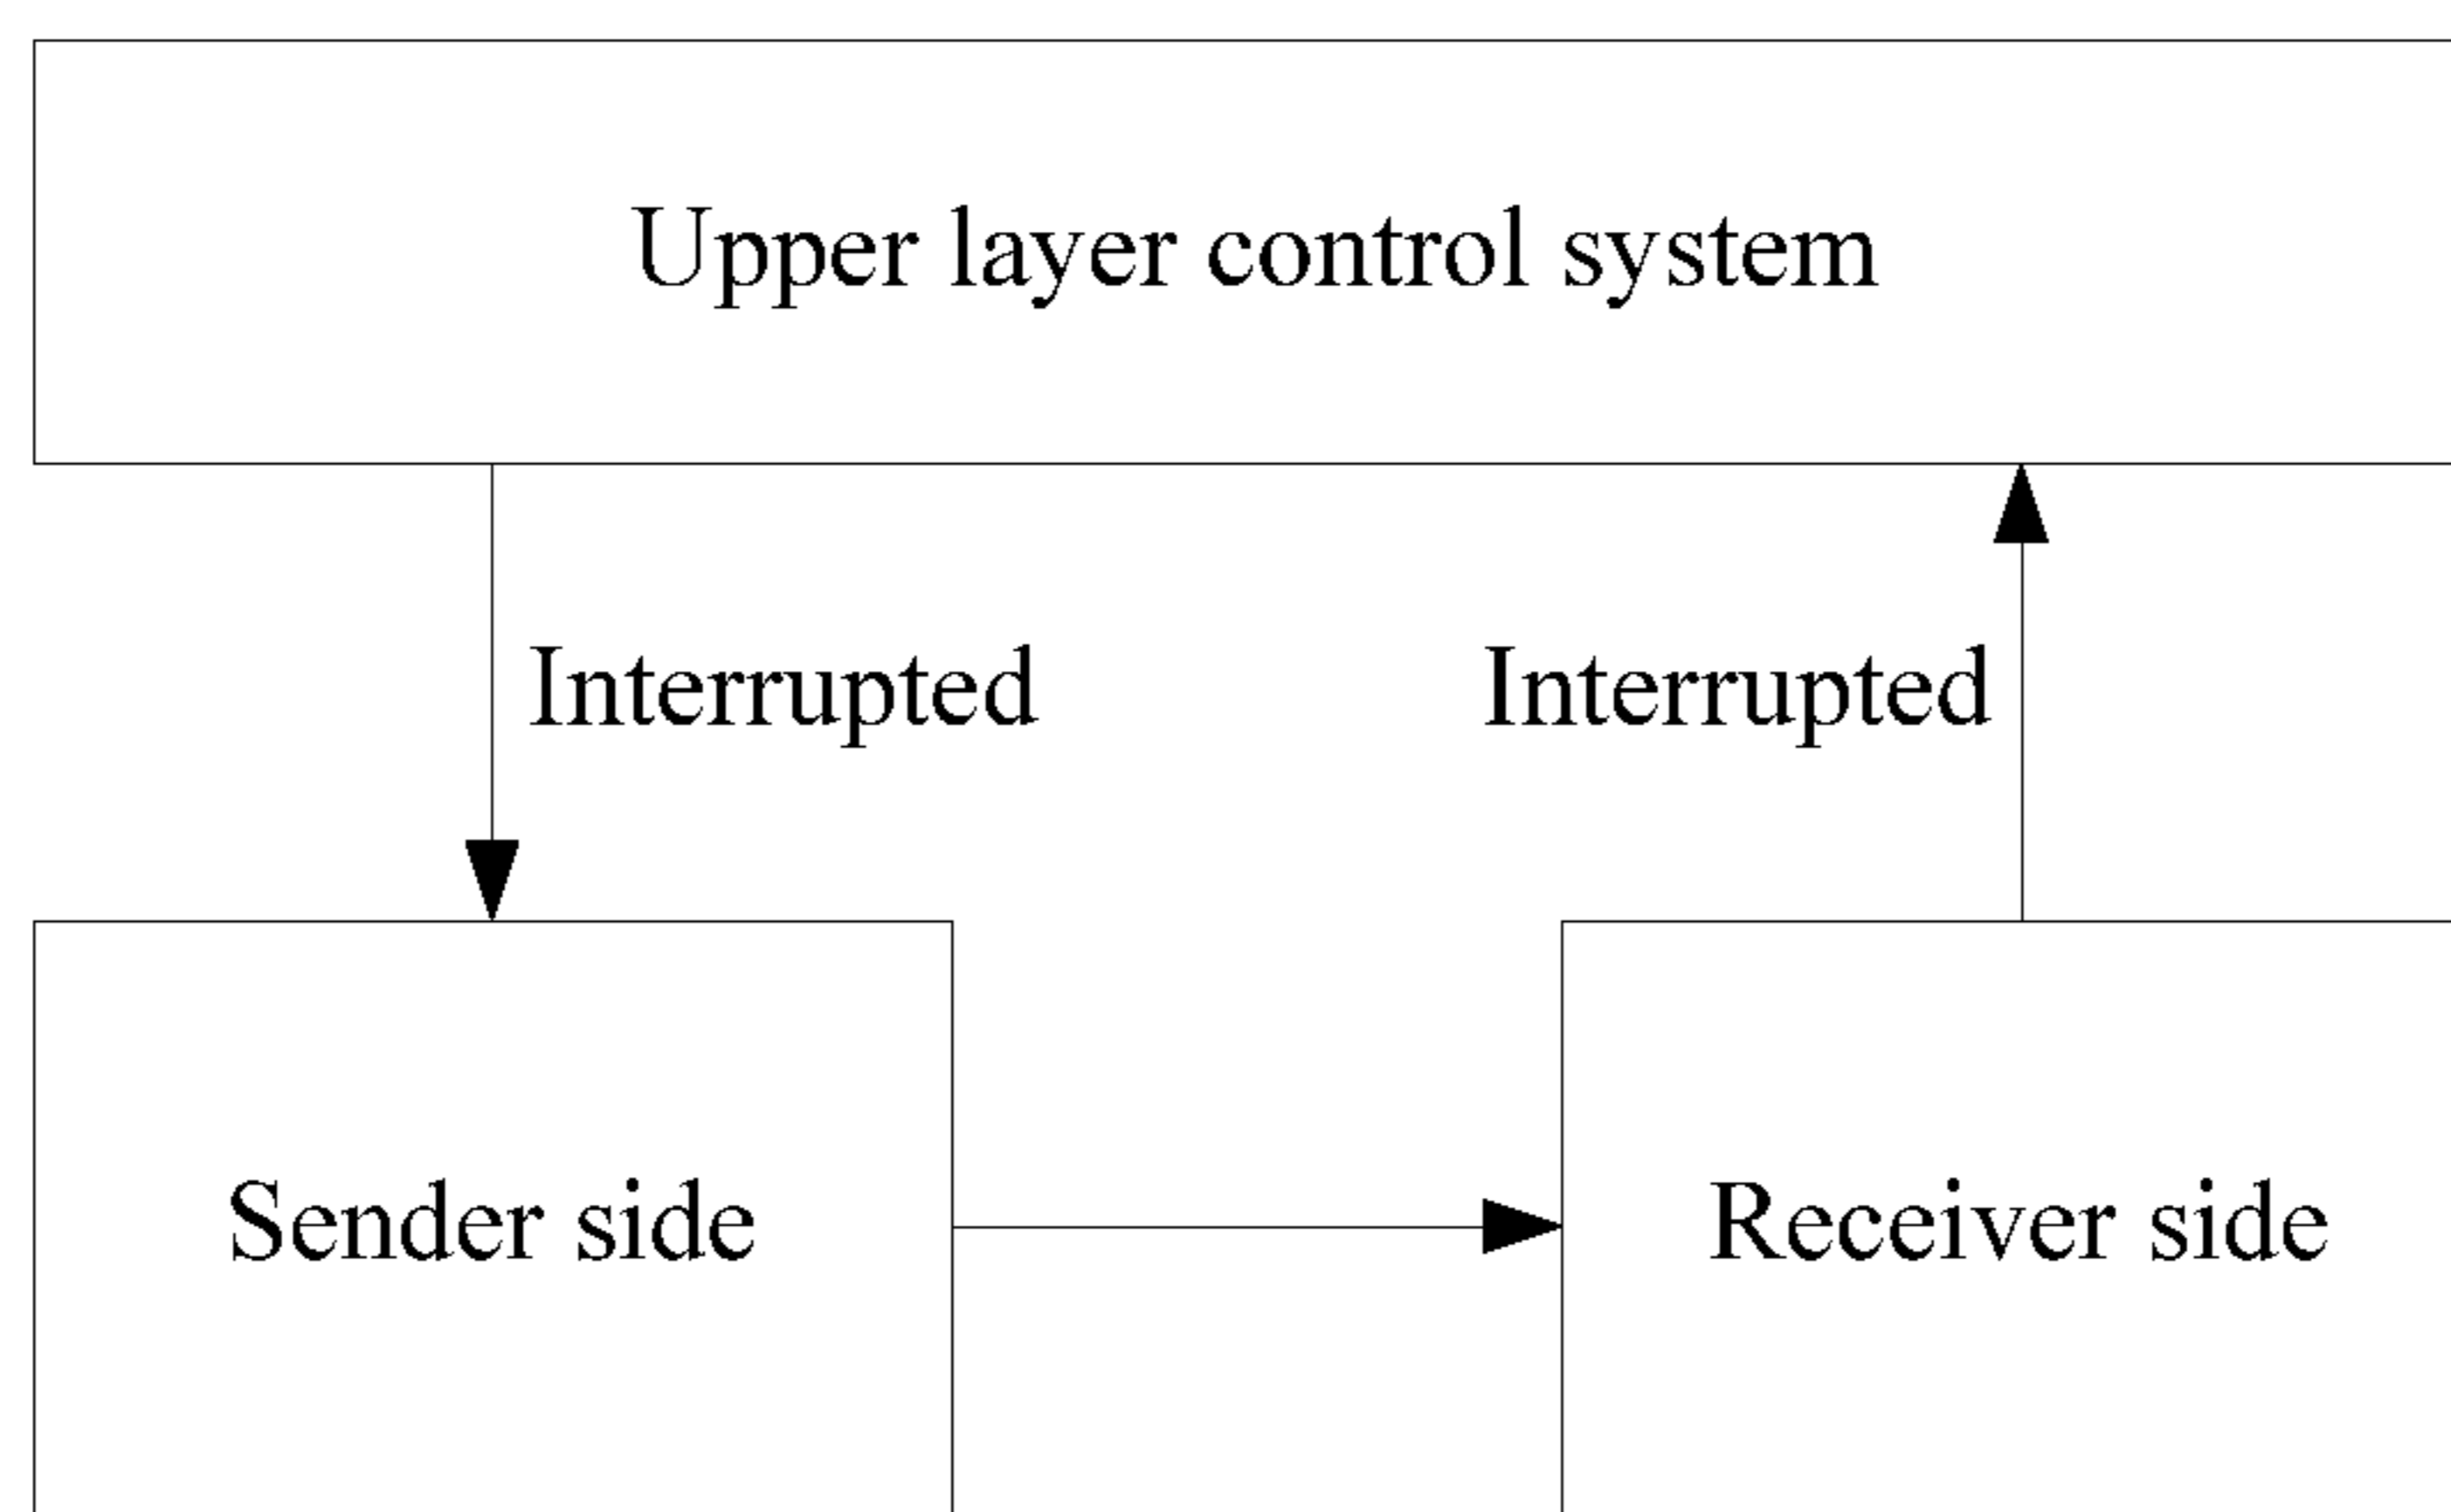 Upper layer control system
Interrupted
Interrupted
Sender side
Receiver side